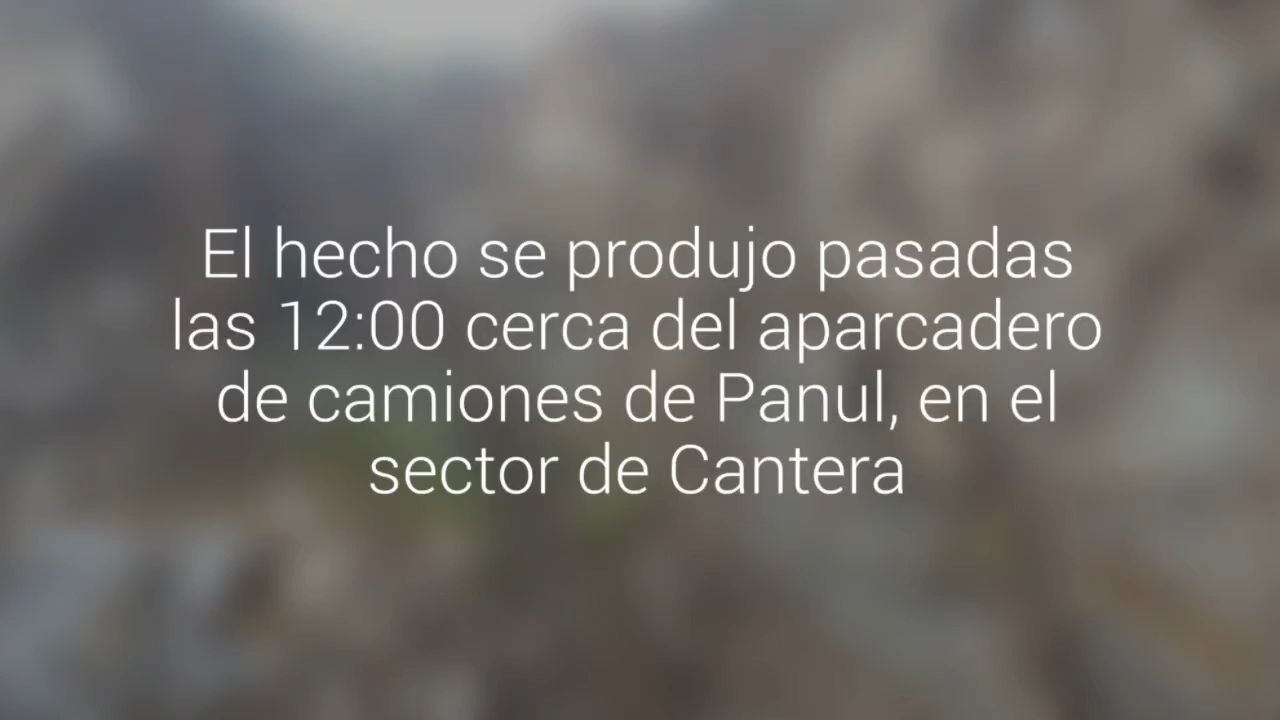 El hecho se produjo pasadas
las 12:00 cerca del aparcadero
de camiones de Panul, en el
sector de Cantera